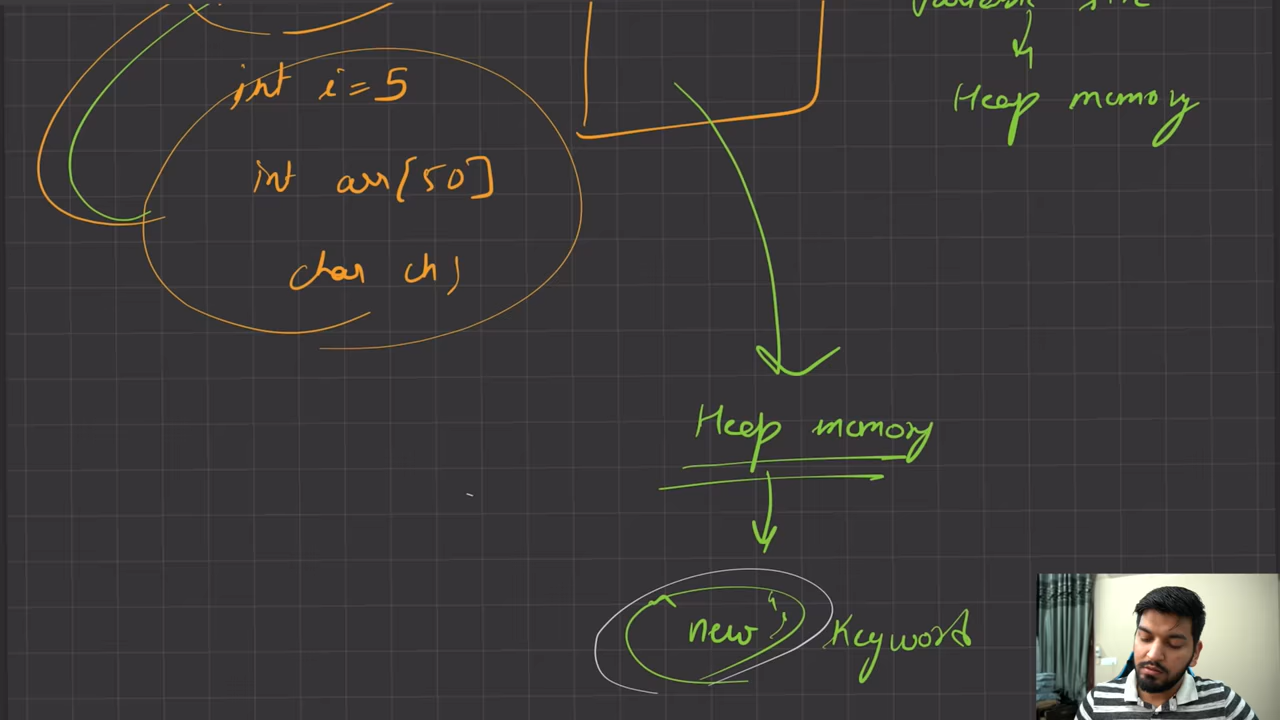 int i = 5
int arr[50]
char ch;
Heap memory
Heap memory
"new" Keyword